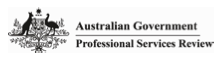 Australian Government
Professional Services Review